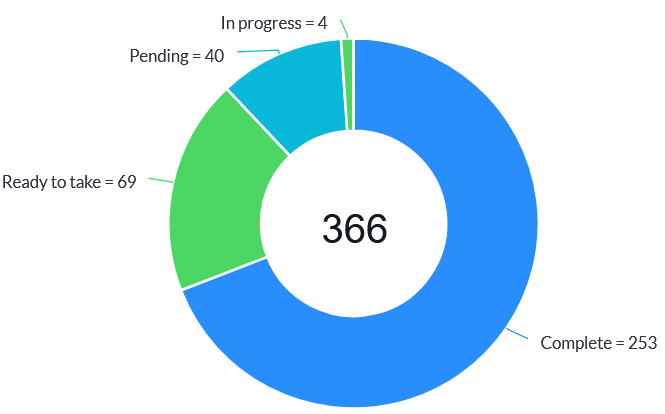 In progress = 4
Pending = 40
Ready to take = 69
366
Complete = 253